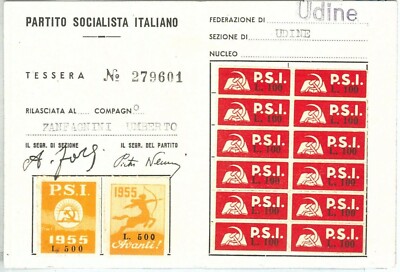 PARTITO SOCIALISTA ITALIANO
TESSERA No 279601
RILASCIATA AL COMPAGNO
ZANFAGNINI UMBERTO
IL SEGR. DI SEZIONE IL SEGR. DEL PARTITO
Pietro Nenni
P.S.I.
1955
L. 500
1955
L. 500
Avanti!
FEDERAZIONE DI Udine
SEZIONE DI UDINE
NUCLEO
P.S.I. P.S.I.
L. 100 L. 100
P.S.I. P.S.I.
L. 100 L. 100
P.S.I. P.S.I.
L. 100 L. 100
P.S.I. P.S.I.
L. 100 L. 100
P.S.I. P.S.I.
L. 100 L. 100
P.S.I. P.S.I.
L. 100 L. 100